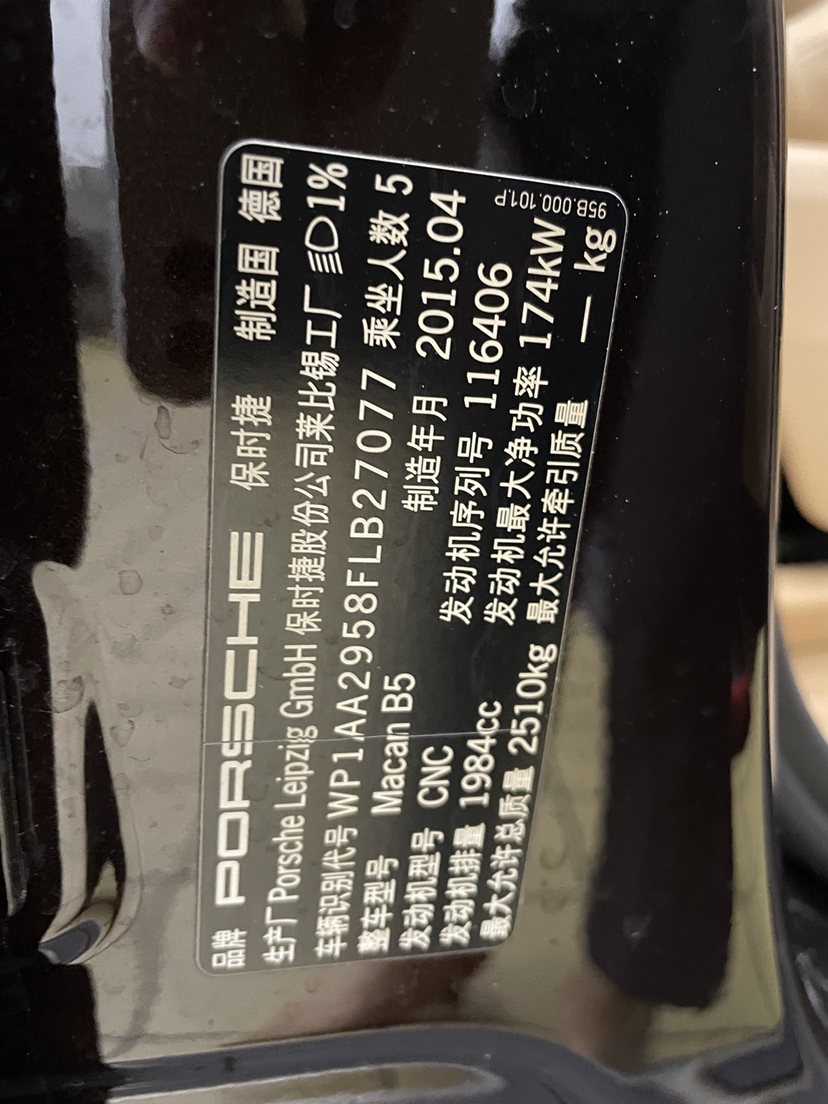 品牌 PORSCHE 保时捷 制造国 德国
生产厂 Porsche Leipzig GmbH 保时捷股份公司莱比锡工厂 1%
车辆识别代号 WP1AA2958FLB27077 乘坐人数 5
整车型号 Macan B5 制造年月 2015.04
发动机型号 CNC 发动机序列号 116406
发动机排量 1984cc 发动机最大净功率 174kW
最大允许总质量 2510kg 最大允许牵引质量 — kg
95B.000.101.P